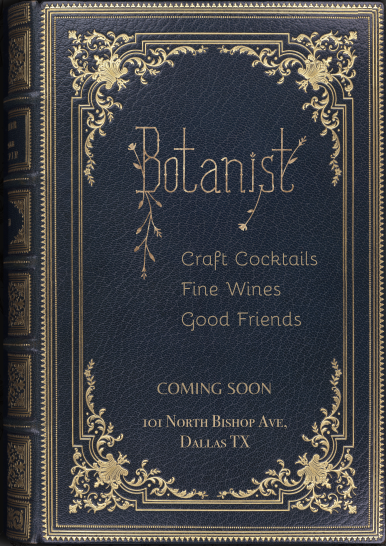 Botanist
Craft Cocktails
Fine Wines
Good Friends
COMING SOON
101 North Bishop Ave,
Dallas TX